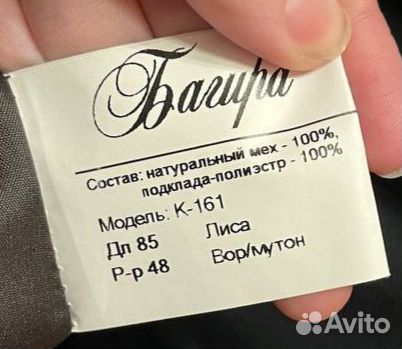 Багира
Состав: натуральный мех - 100%,
подклада-полиэстр - 100%
Модель: К-161
Дл 85 Лиса
Р-р 48 Вор/мутон
Avito